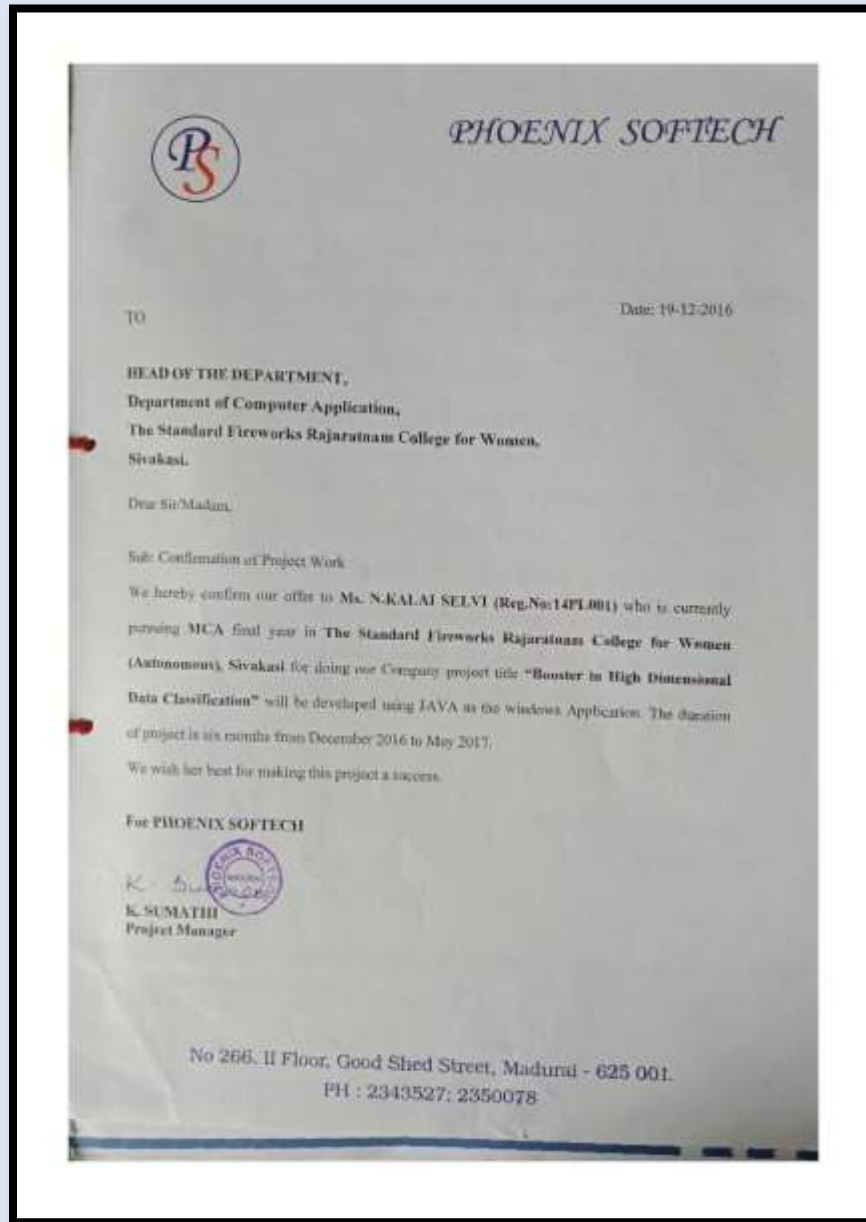 PS
PHOENIX SOFTECH
TO
Date: 19-12-2016
HEAD OF THE DEPARTMENT,
Department of Computer Application,
The Standard Fireworks Rajaratnam College for Women,
Sivakasi.
Dear Sir/Madam,
Sub: Confirmation of Project Work
We hereby confirm our offer to Ms. N.KALAI SELVI (Reg.No:14PL001) who is currently
pursuing MCA final year in The Standard Fireworks Rajaratnam College for Women
(Autonomous), Sivakasi for doing our Company project title "Booster in High Dimensional
Data Classification" will be developed using JAVA as the windows Application. The duration
of project is six months from December 2016 to May 2017.
We wish her best for making this project a success.
For PHOENIX SOFTECH
PHOENIX SOFTECH
K.
K. SUMATHI
Project Manager
No 266, II Floor, Good Shed Street, Madurai - 625 001.
PH : 2343527; 2350078